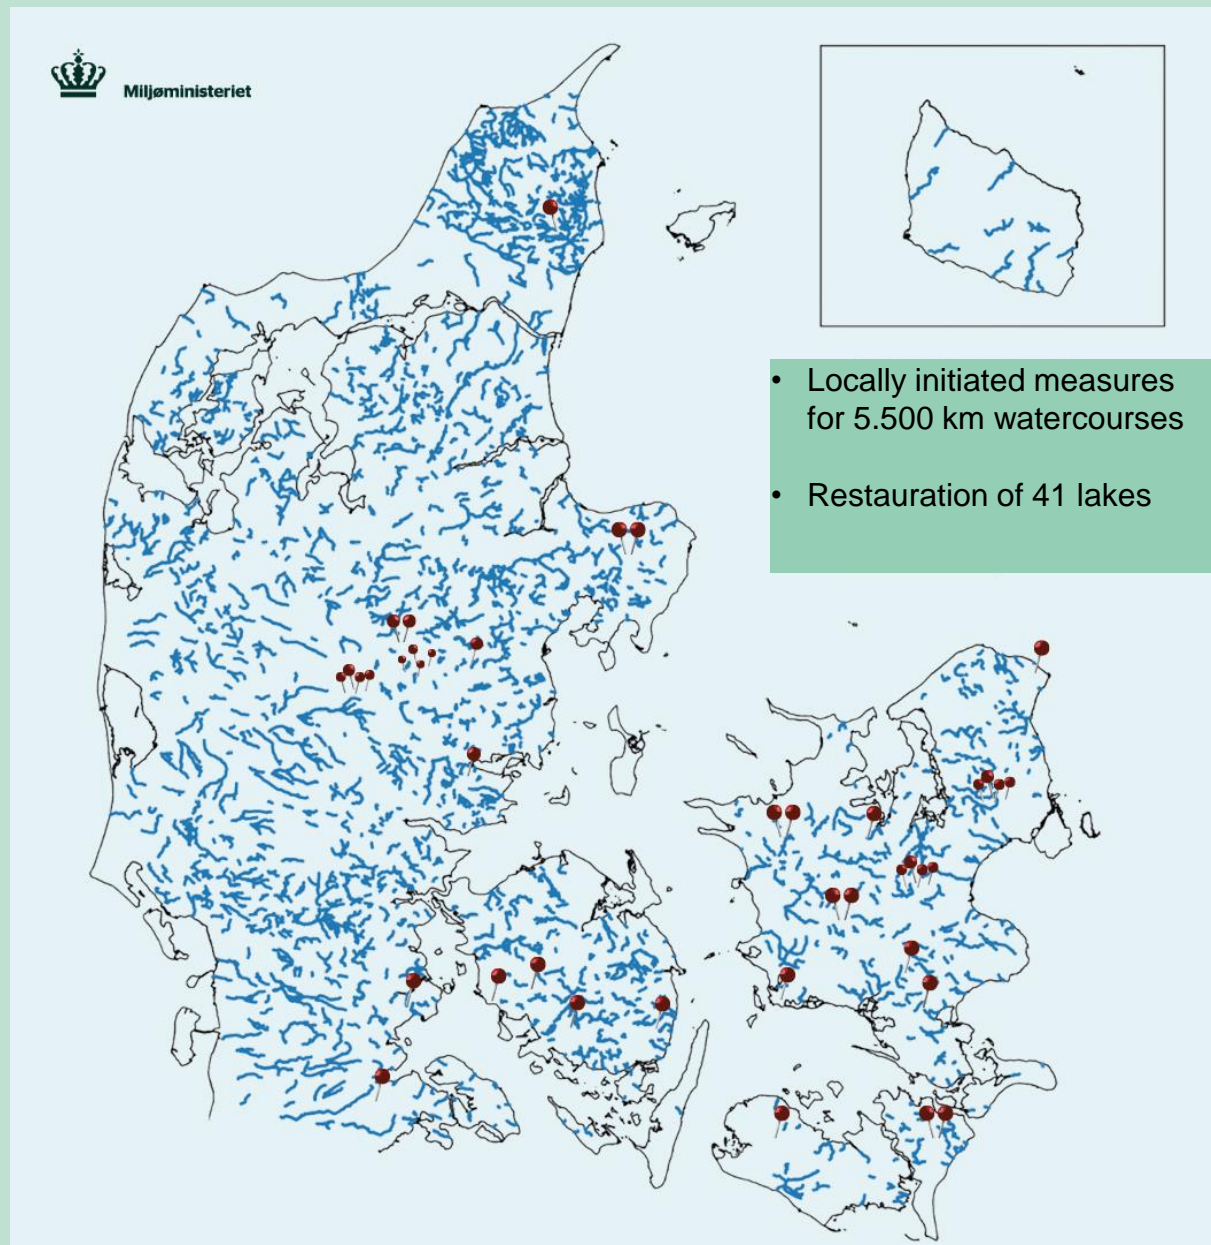 Miljøministeriet
• Locally initiated measures
for 5.500 km watercourses
• Restauration of 41 lakes